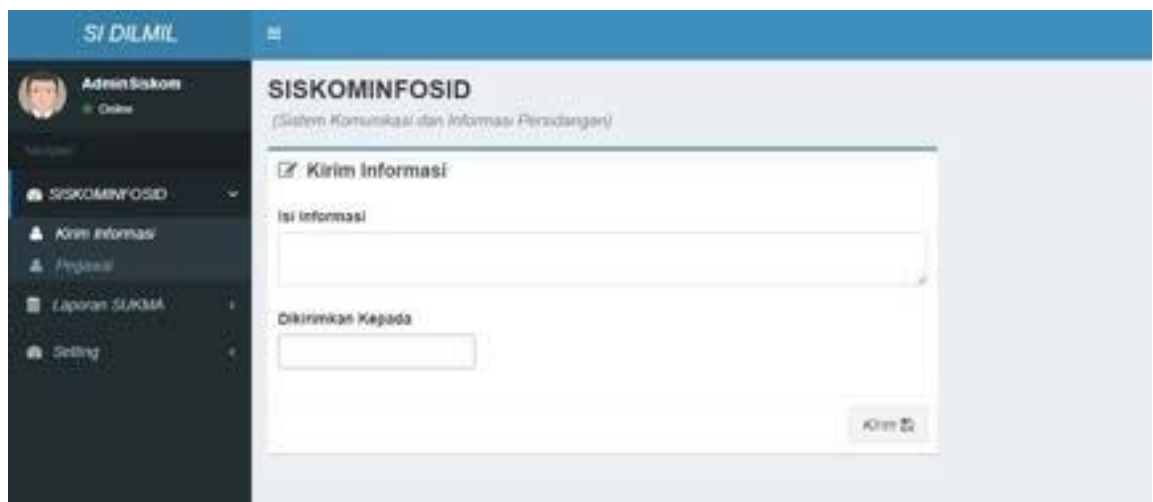 SI DILMIL
Admin Siskom
Online
SISKOMINFOSID
Kirim Informasi
Pegawai
Laporan SUKMA
Setting
SISKOMINFOSID
(Sistem Komunikasi dan Informasi Persidangan)
Kirim Informasi
Isi Informasi
Dikirimkan Kepada
Kirim